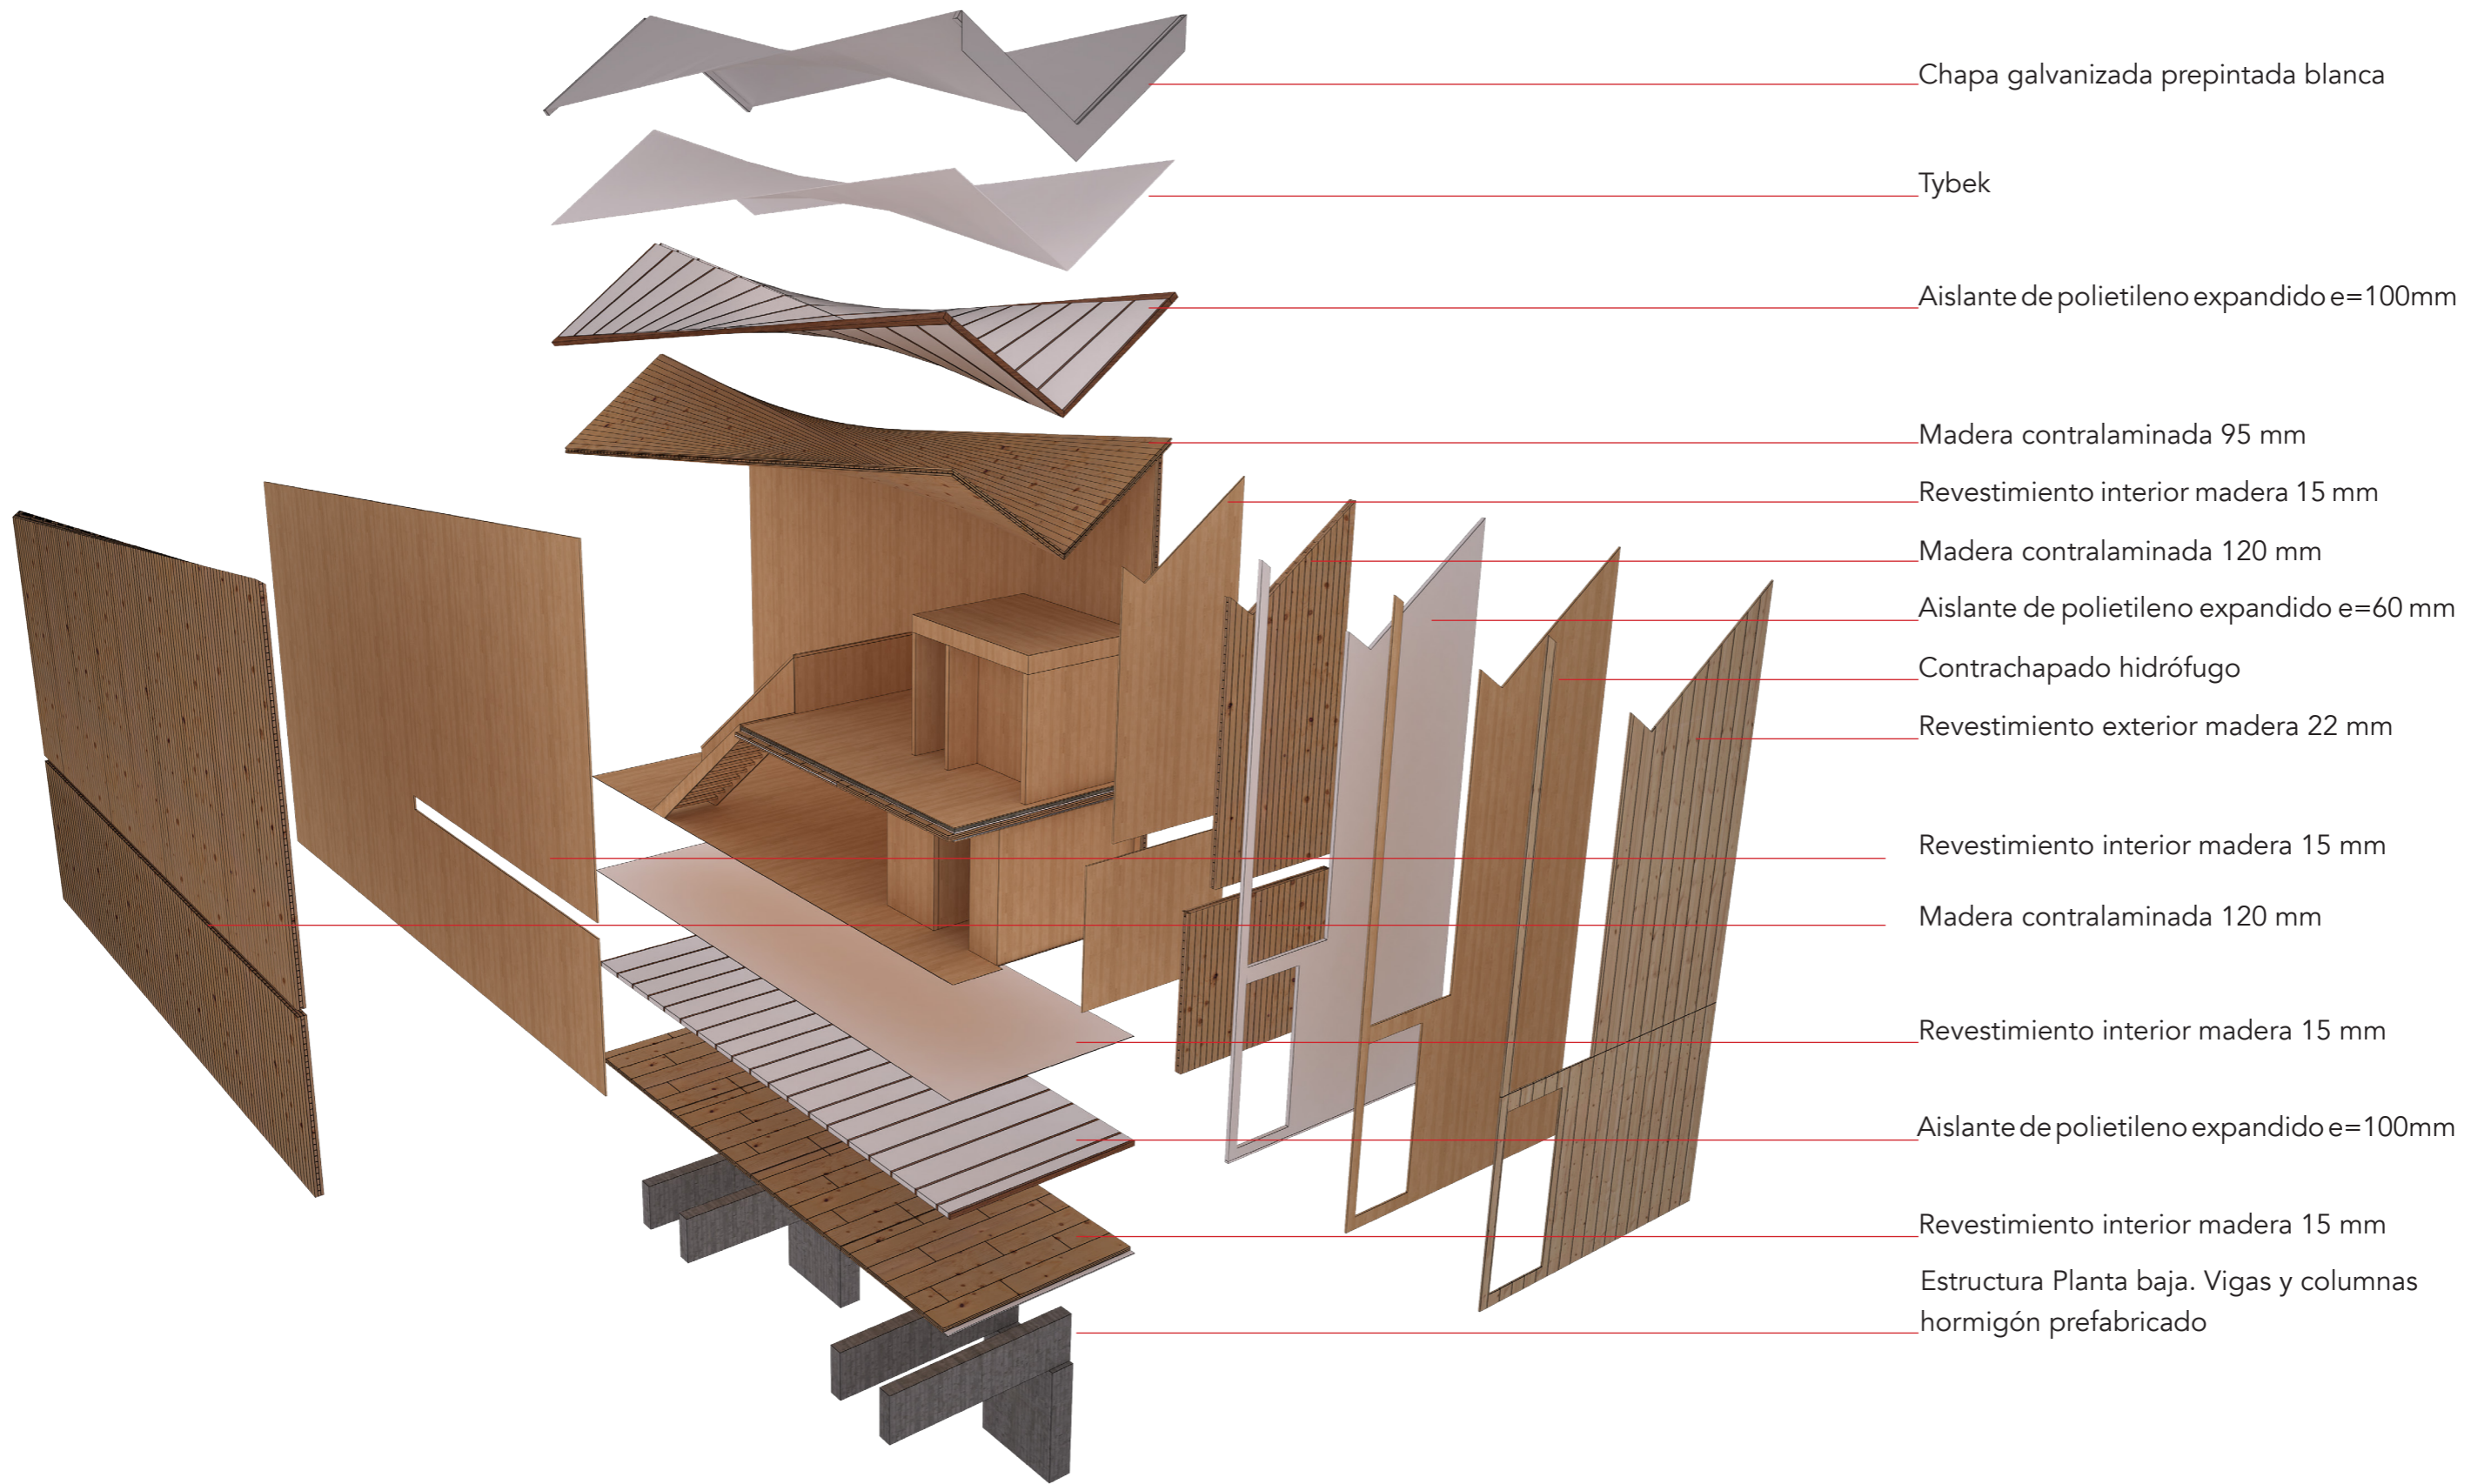 Chapa galvanizada prepintada blanca
Tybek
Aislante de polietileno expandido e=100mm
Madera contralaminada 95 mm
Revestimiento interior madera 15 mm
Madera contralaminada 120 mm
Aislante de polietileno expandido e=60 mm
Contrachapado hidrófugo
Revestimiento exterior madera 22 mm
Revestimiento interior madera 15 mm
Madera contralaminada 120 mm
Revestimiento interior madera 15 mm
Aislante de polietileno expandido e=100mm
Revestimiento interior madera 15 mm
Estructura Planta baja. Vigas y columnas
hormigón prefabricado